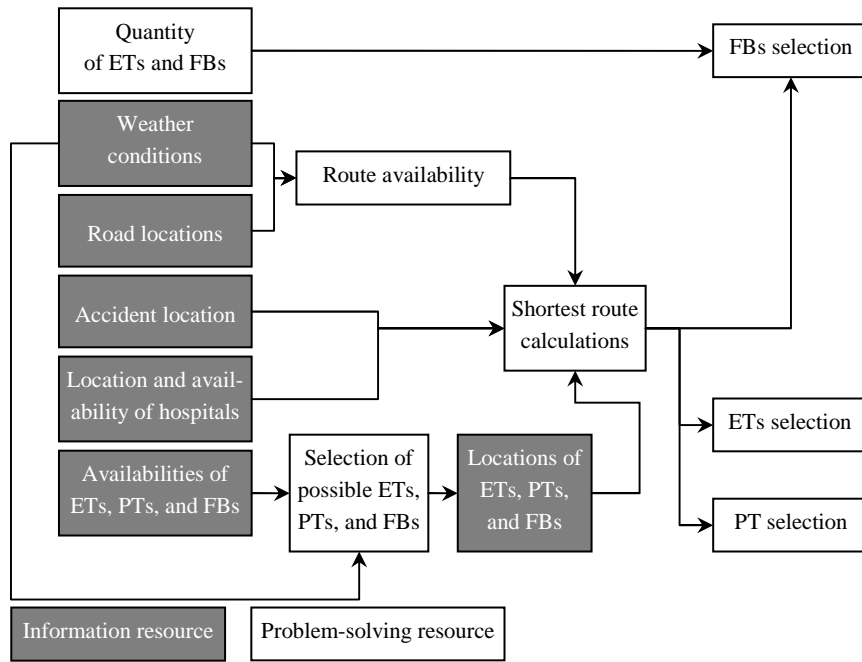 Quantity
of ETs and FBs
FBs selection
Weather
conditions
Route availability
Road locations
Accident location
Shortest route
calculations
Location and avail-
ability of hospitals
ETs selection
Availabilities of
ETs, PTs, and FBs
Selection of
possible ETs,
PTs, and FBs
Locations of
ETs, PTs,
and FBs
PT selection
Information resource
Problem-solving resource